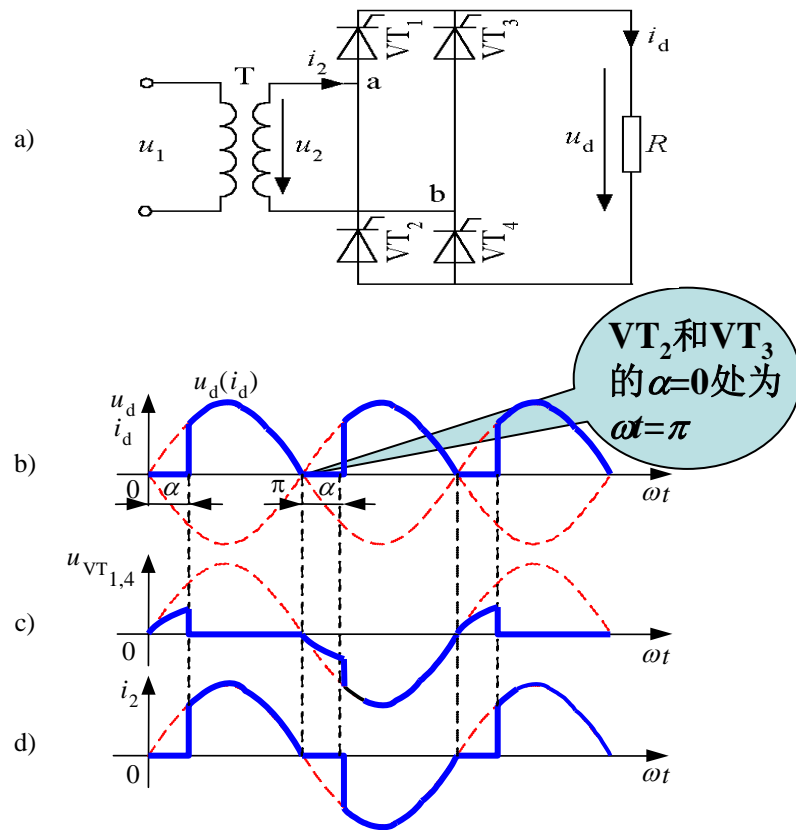 a)
T
u1
i2
u2
a
b
VT1
VT3
VT2
VT4
id
ud
R
VT2和VT3
的α=0处为
ωt=π
b)
ud
id
ud(id)
0
α
π
α
ωt
c)
uVT1,4
0
ωt
d)
i2
0
ωt